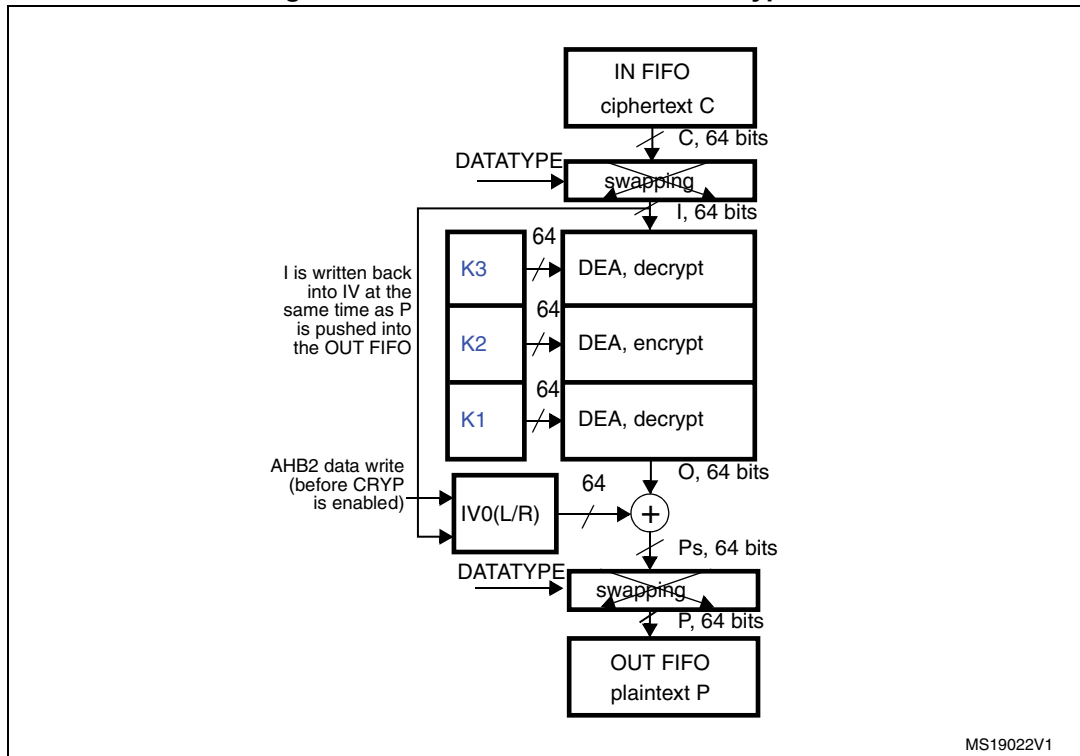 IN FIFO
ciphertext C
C, 64 bits
DATATYPE
swapping
I, 64 bits
64
K3
DEA, decrypt
I is written back
into IV at the
same time as P
is pushed into
the OUT FIFO
64
K2
DEA, encrypt
64
K1
DEA, decrypt
O, 64 bits
AHB2 data write
(before CRYP
is enabled)
64
IV0(L/R)
+
Ps, 64 bits
DATATYPE
swapping
P, 64 bits
OUT FIFO
plaintext P
MS19022V1